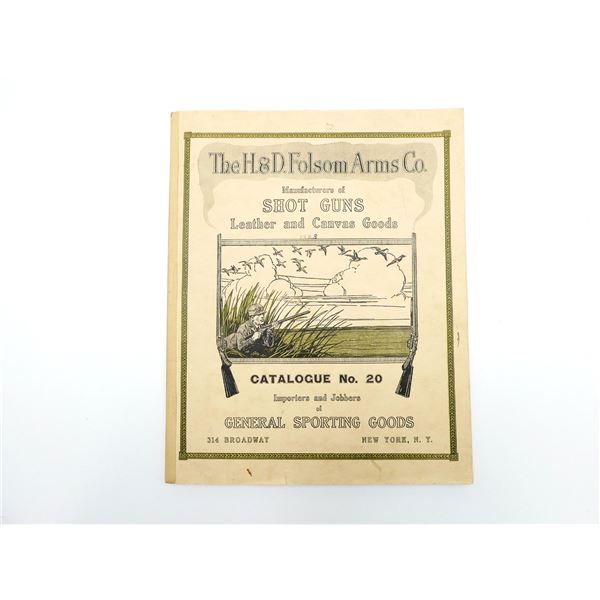 The H. & D. Folsom Arms Co.
Manufacturers of
SHOT GUNS
Leather and Canvas Goods
CATALOGUE No. 20
Importers and Jobbers
of
GENERAL SPORTING GOODS
314 BROADWAY NEW YORK, N. Y.